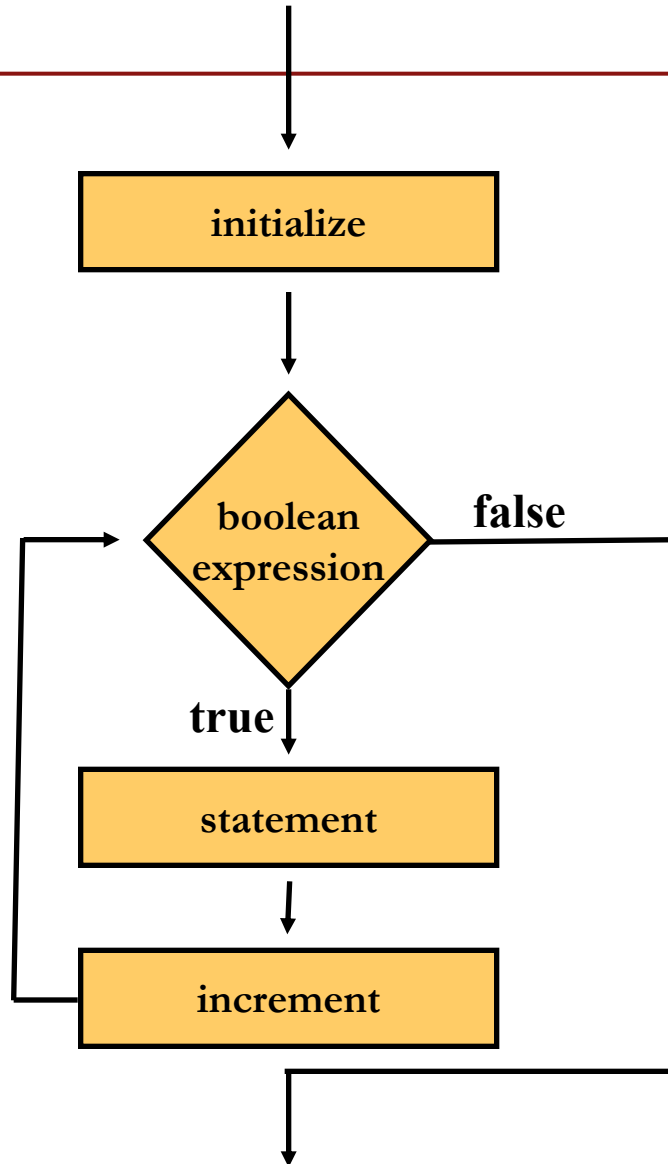 initialize
boolean
expression
false
true
statement
increment